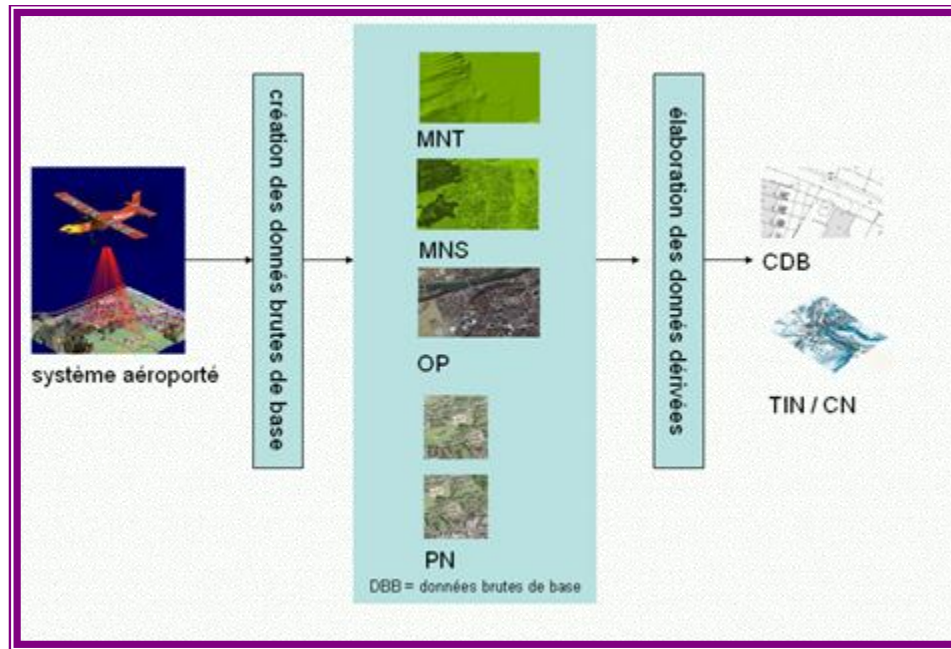 système aéroporté
création des donnés brutes de base
MNT
MNS
OP
PN
DBB = données brutes de base
élaboration des donnés dérivées
CDB
TIN / CN